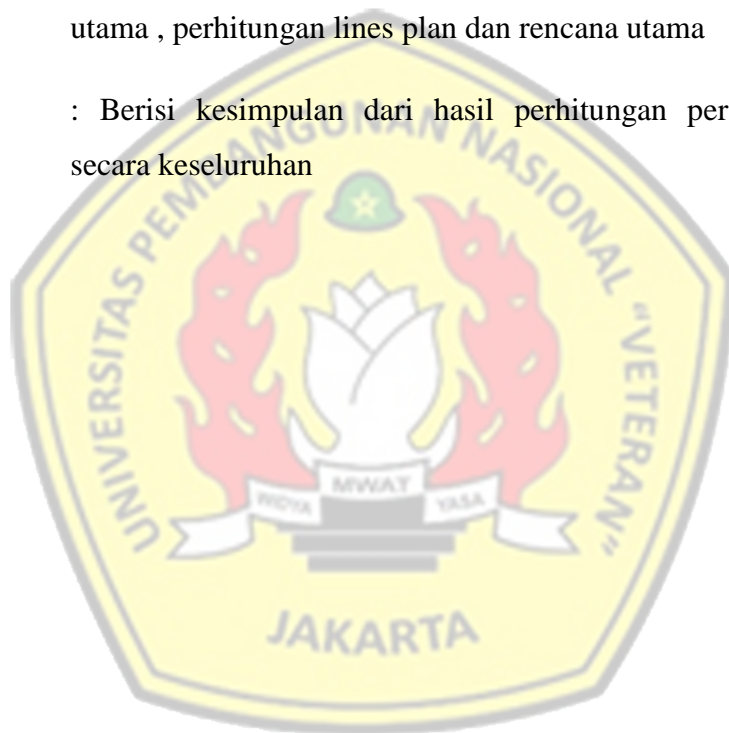 utama , perhitungan lines plan dan rencana utama
: Berisi kesimpulan dari hasil perhitungan per
secara keseluruhan
UNIVERSITAS PEMBANGUNAN NASIONAL "VETERAN"
WIDYA MWAT YASA
JAKARTA